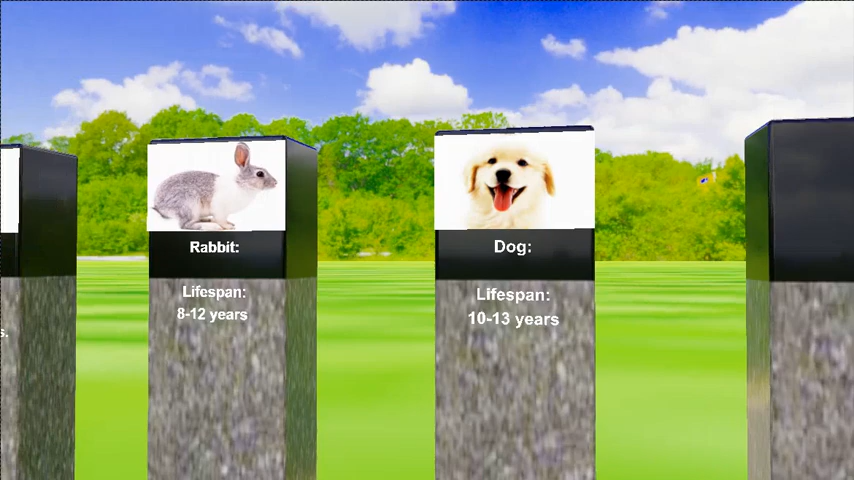 s.
Rabbit:
Lifespan:
8-12 years
Dog:
Lifespan:
10-13 years